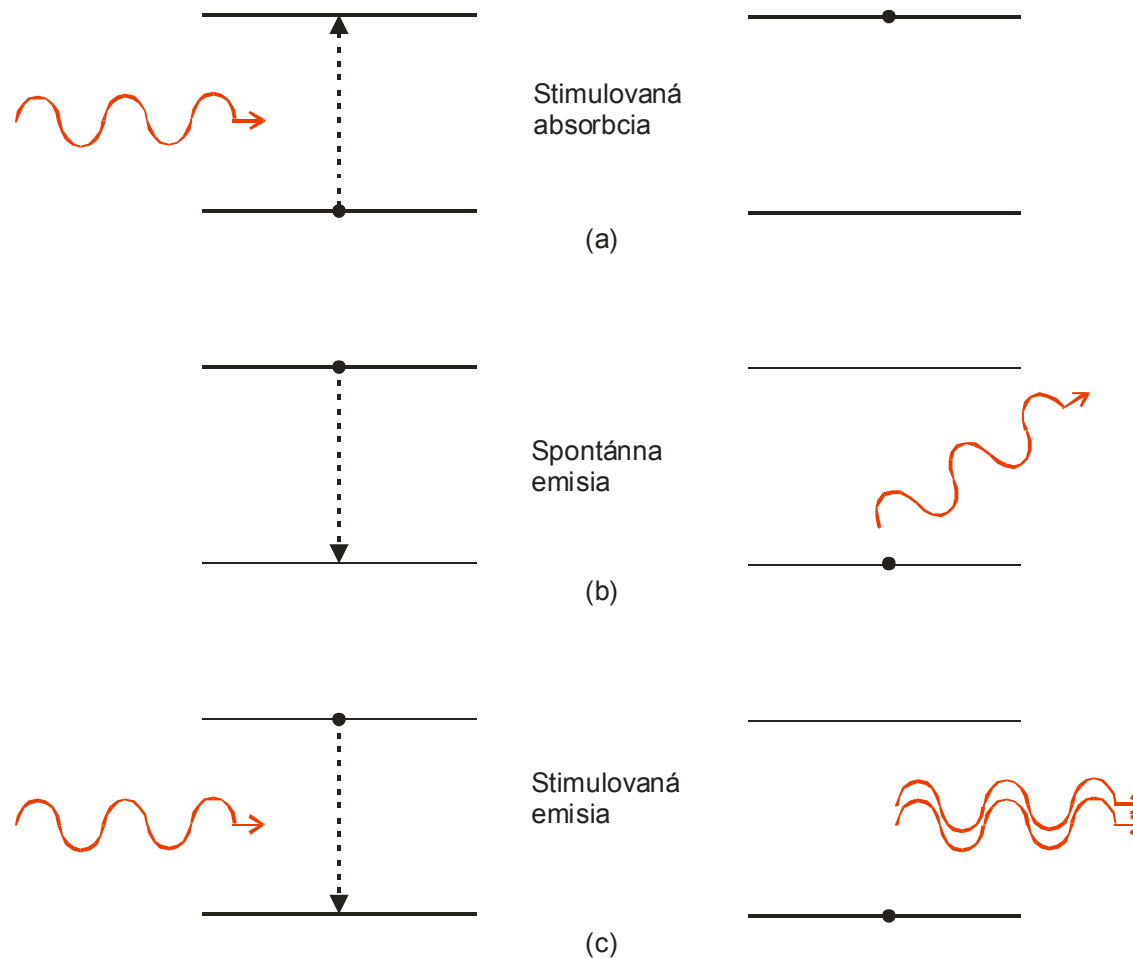 Stimulovaná
absorbcia
(a)
Spontánna
emisia
(b)
Stimulovaná
emisia
(c)